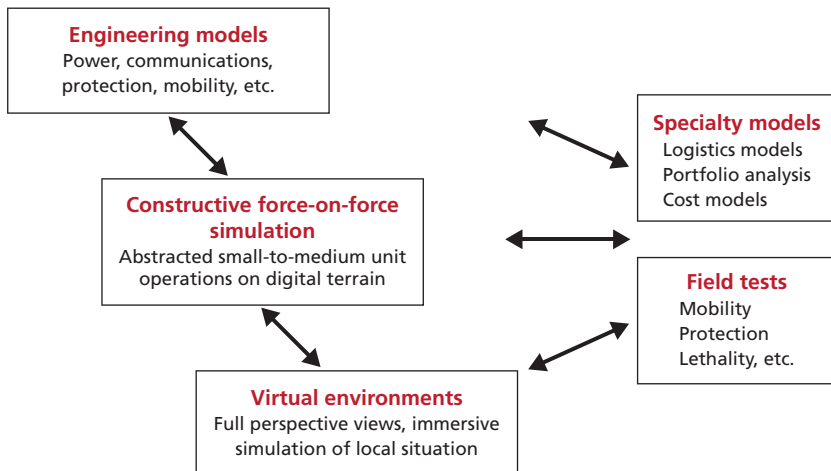 Engineering models
Power, communications,
protection, mobility, etc.
Specialty models
Logistics models
Portfolio analysis
Cost models
Constructive force-on-force
simulation
Abstracted small-to-medium unit
operations on digital terrain
Field tests
Mobility
Protection
Lethality, etc.
Virtual environments
Full perspective views, immersive
simulation of local situation